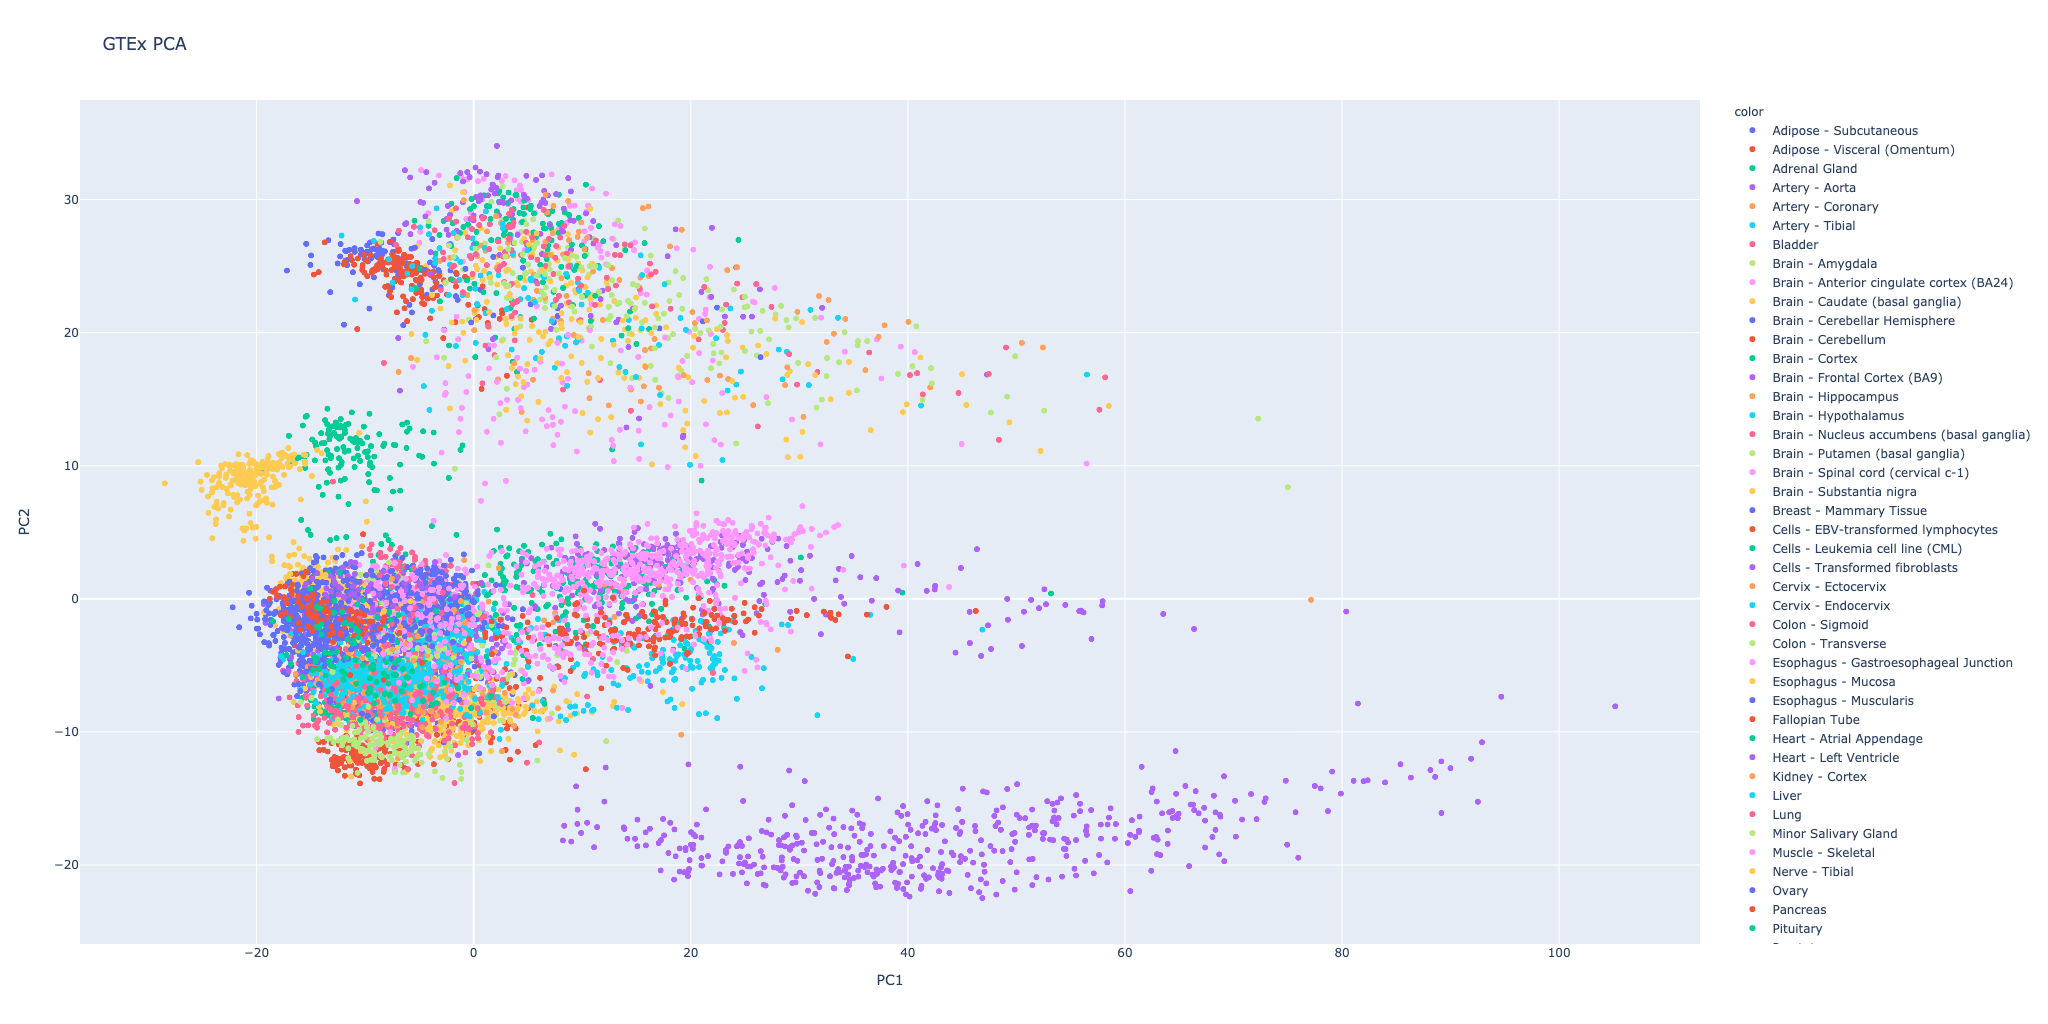 GTEx PCA
color
Adipose - Subcutaneous
Adipose - Visceral (Omentum)
Adrenal Gland
Artery - Aorta
Artery - Coronary
Artery - Tibial
Bladder
Brain - Amygdala
Brain - Anterior cingulate cortex (BA24)
Brain - Caudate (basal ganglia)
Brain - Cerebellar Hemisphere
Brain - Cerebellum
Brain - Cortex
Brain - Frontal Cortex (BA9)
Brain - Hippocampus
Brain - Hypothalamus
Brain - Nucleus accumbens (basal ganglia)
Brain - Putamen (basal ganglia)
Brain - Spinal cord (cervical c-1)
Brain - Substantia nigra
Breast - Mammary Tissue
Cells - EBV-transformed lymphocytes
Cells - Leukemia cell line (CML)
Cells - Transformed fibroblasts
Cervix - Ectocervix
Cervix - Endocervix
Colon - Sigmoid
Colon - Transverse
Esophagus - Gastroesophageal Junction
Esophagus - Mucosa
Esophagus - Muscularis
Fallopian Tube
Heart - Atrial Appendage
Heart - Left Ventricle
Kidney - Cortex
Liver
Lung
Minor Salivary Gland
Muscle - Skeletal
Nerve - Tibial
Ovary
Pancreas
Pituitary
30
20
10
0
−10
−20
PC2
−20 0 20 40 60 80 100
PC1